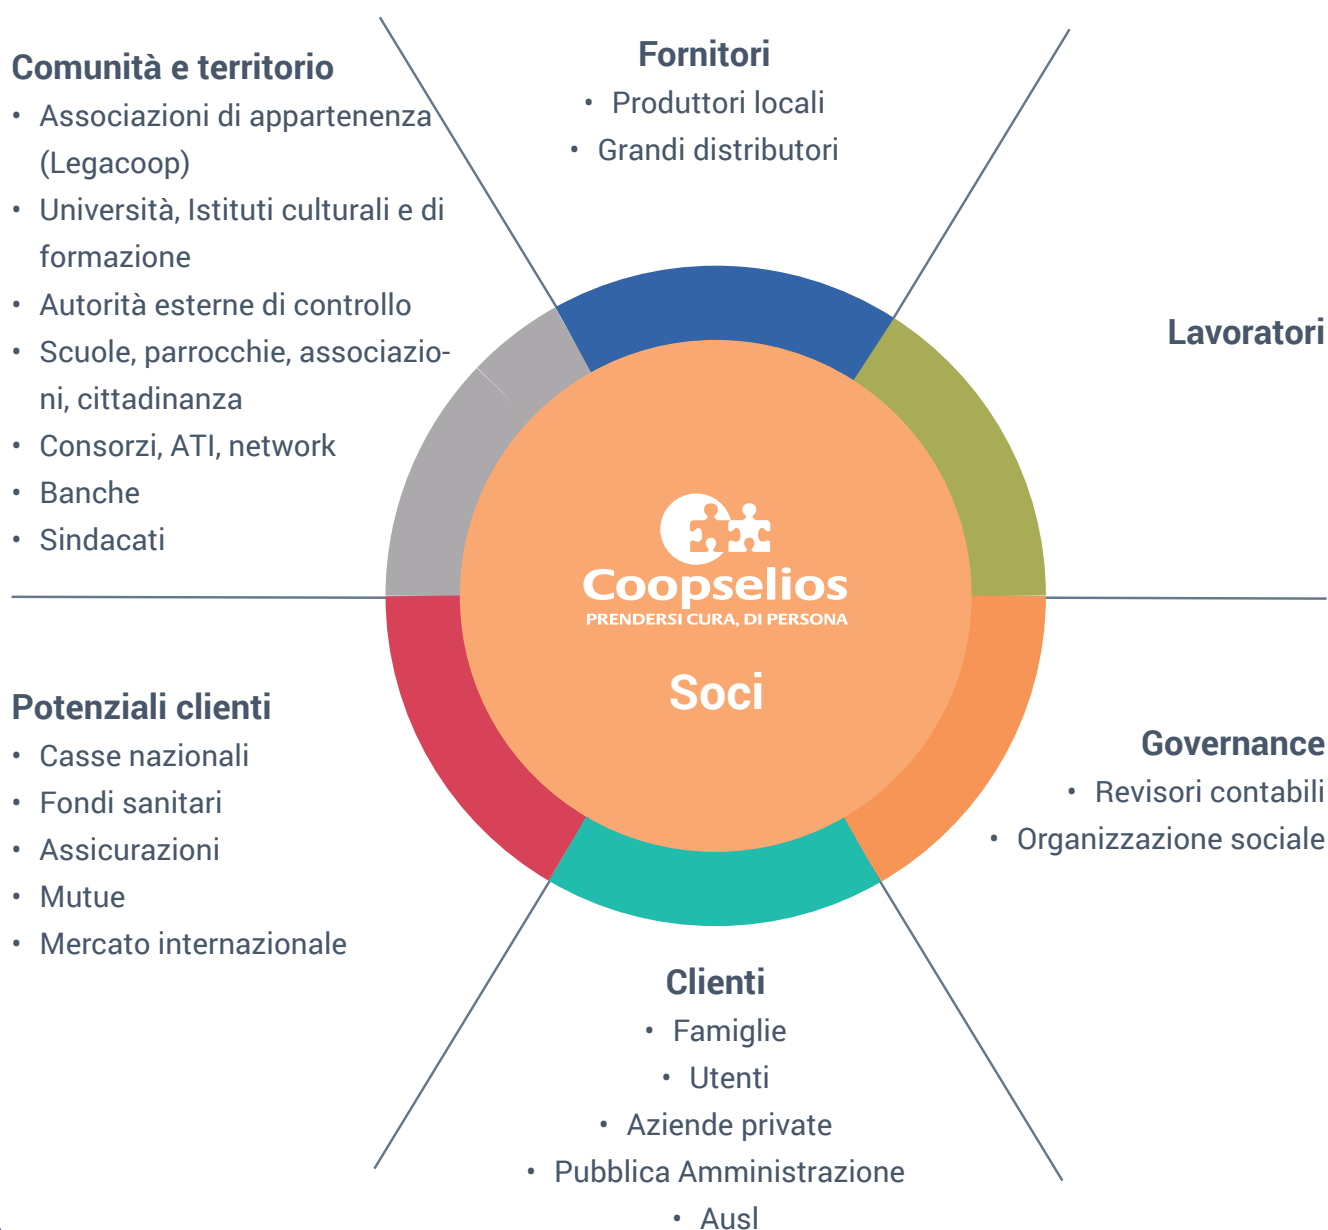 Comunità e territorio
• Associazioni di appartenenza
(Legacoop)
• Università, Istituti culturali e di
formazione
• Autorità esterne di controllo
• Scuole, parrocchie, associazio-
ni, cittadinanza
• Consorzi, ATI, network
• Banche
• Sindacati
Fornitori
• Produttori locali
• Grandi distributori
Lavoratori
Coopselios
PRENDERSI CURA, DI PERSONA
Soci
Potenziali clienti
• Casse nazionali
• Fondi sanitari
• Assicurazioni
• Mutue
• Mercato internazionale
Governance
• Revisori contabili
• Organizzazione sociale
Clienti
• Famiglie
• Utenti
• Aziende private
• Pubblica Amministrazione
• Ausl